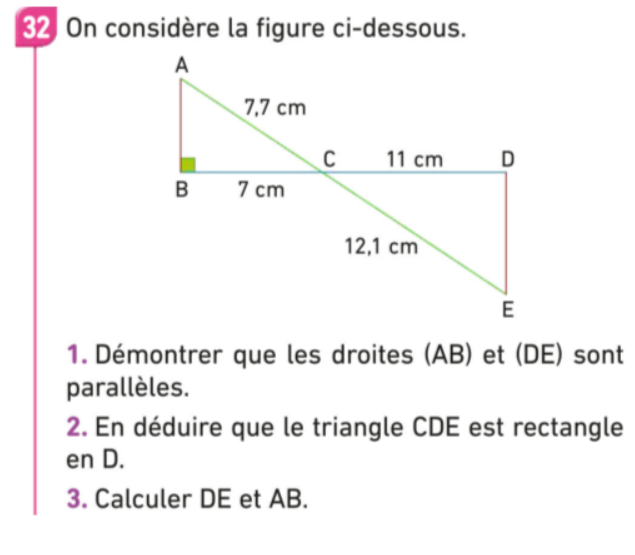 32 On considère la figure ci-dessous.
A
7,7 cm
C 11 cm D
B 7 cm
12,1 cm
E
1. Démontrer que les droites (AB) et (DE) sont
parallèles.
2. En déduire que le triangle CDE est rectangle
en D.
3. Calculer DE et AB.